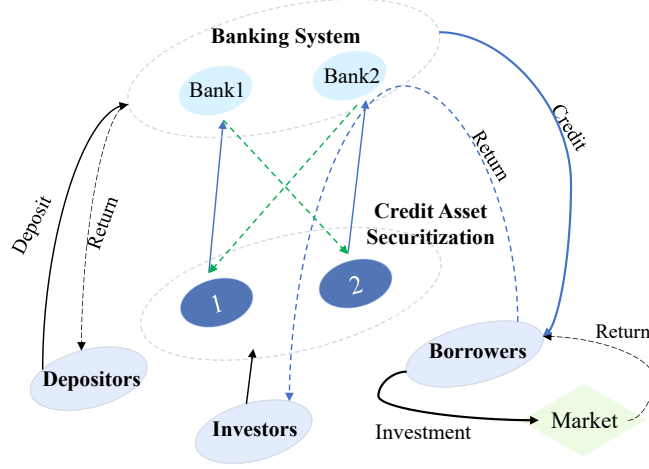 Banking System
Bank1
Bank2
Credit
Return
Deposit
Return
Credit Asset
Securitization
1
2
Return
Borrowers
Depositors
Investors
Investment
Market